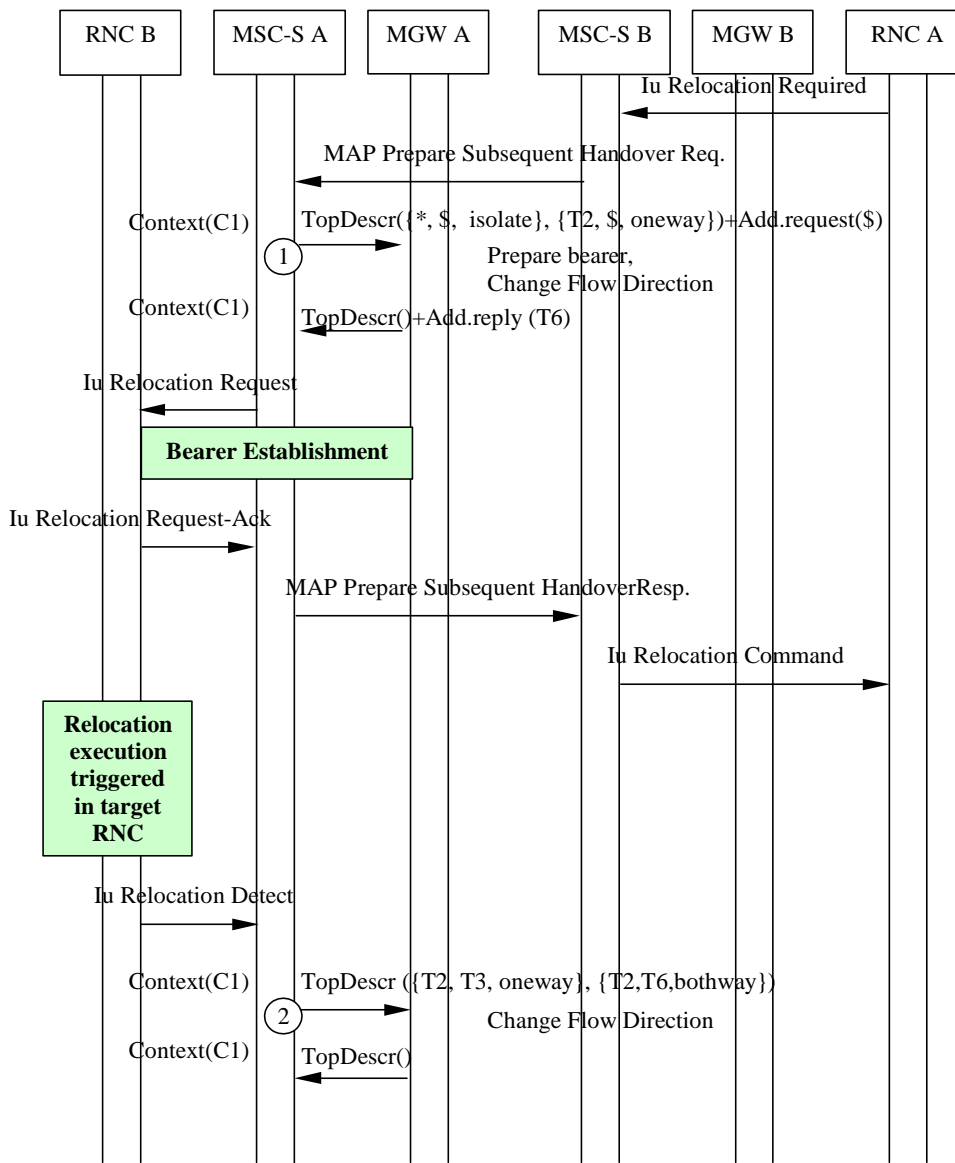 RNC B
MSC-S A
MGW A
MSC-S B
MGW B
RNC A
Iu Relocation Required
MAP Prepare Subsequent Handover Req.
Context(C1)
TopDescr({*, $,  isolate}, {T2, $, oneway})+Add.request($)
1
Prepare bearer,
Change Flow Direction
Context(C1)
TopDescr()+Add.reply (T6)
Iu Relocation Request
Bearer Establishment
Iu Relocation Request-Ack
MAP Prepare Subsequent HandoverResp.
Iu Relocation Command
Relocation
execution
triggered
in target
RNC
Iu Relocation Detect
Context(C1)
TopDescr ({T2, T3, oneway}, {T2,T6,bothway})
2
Change Flow Direction
Context(C1)
TopDescr()